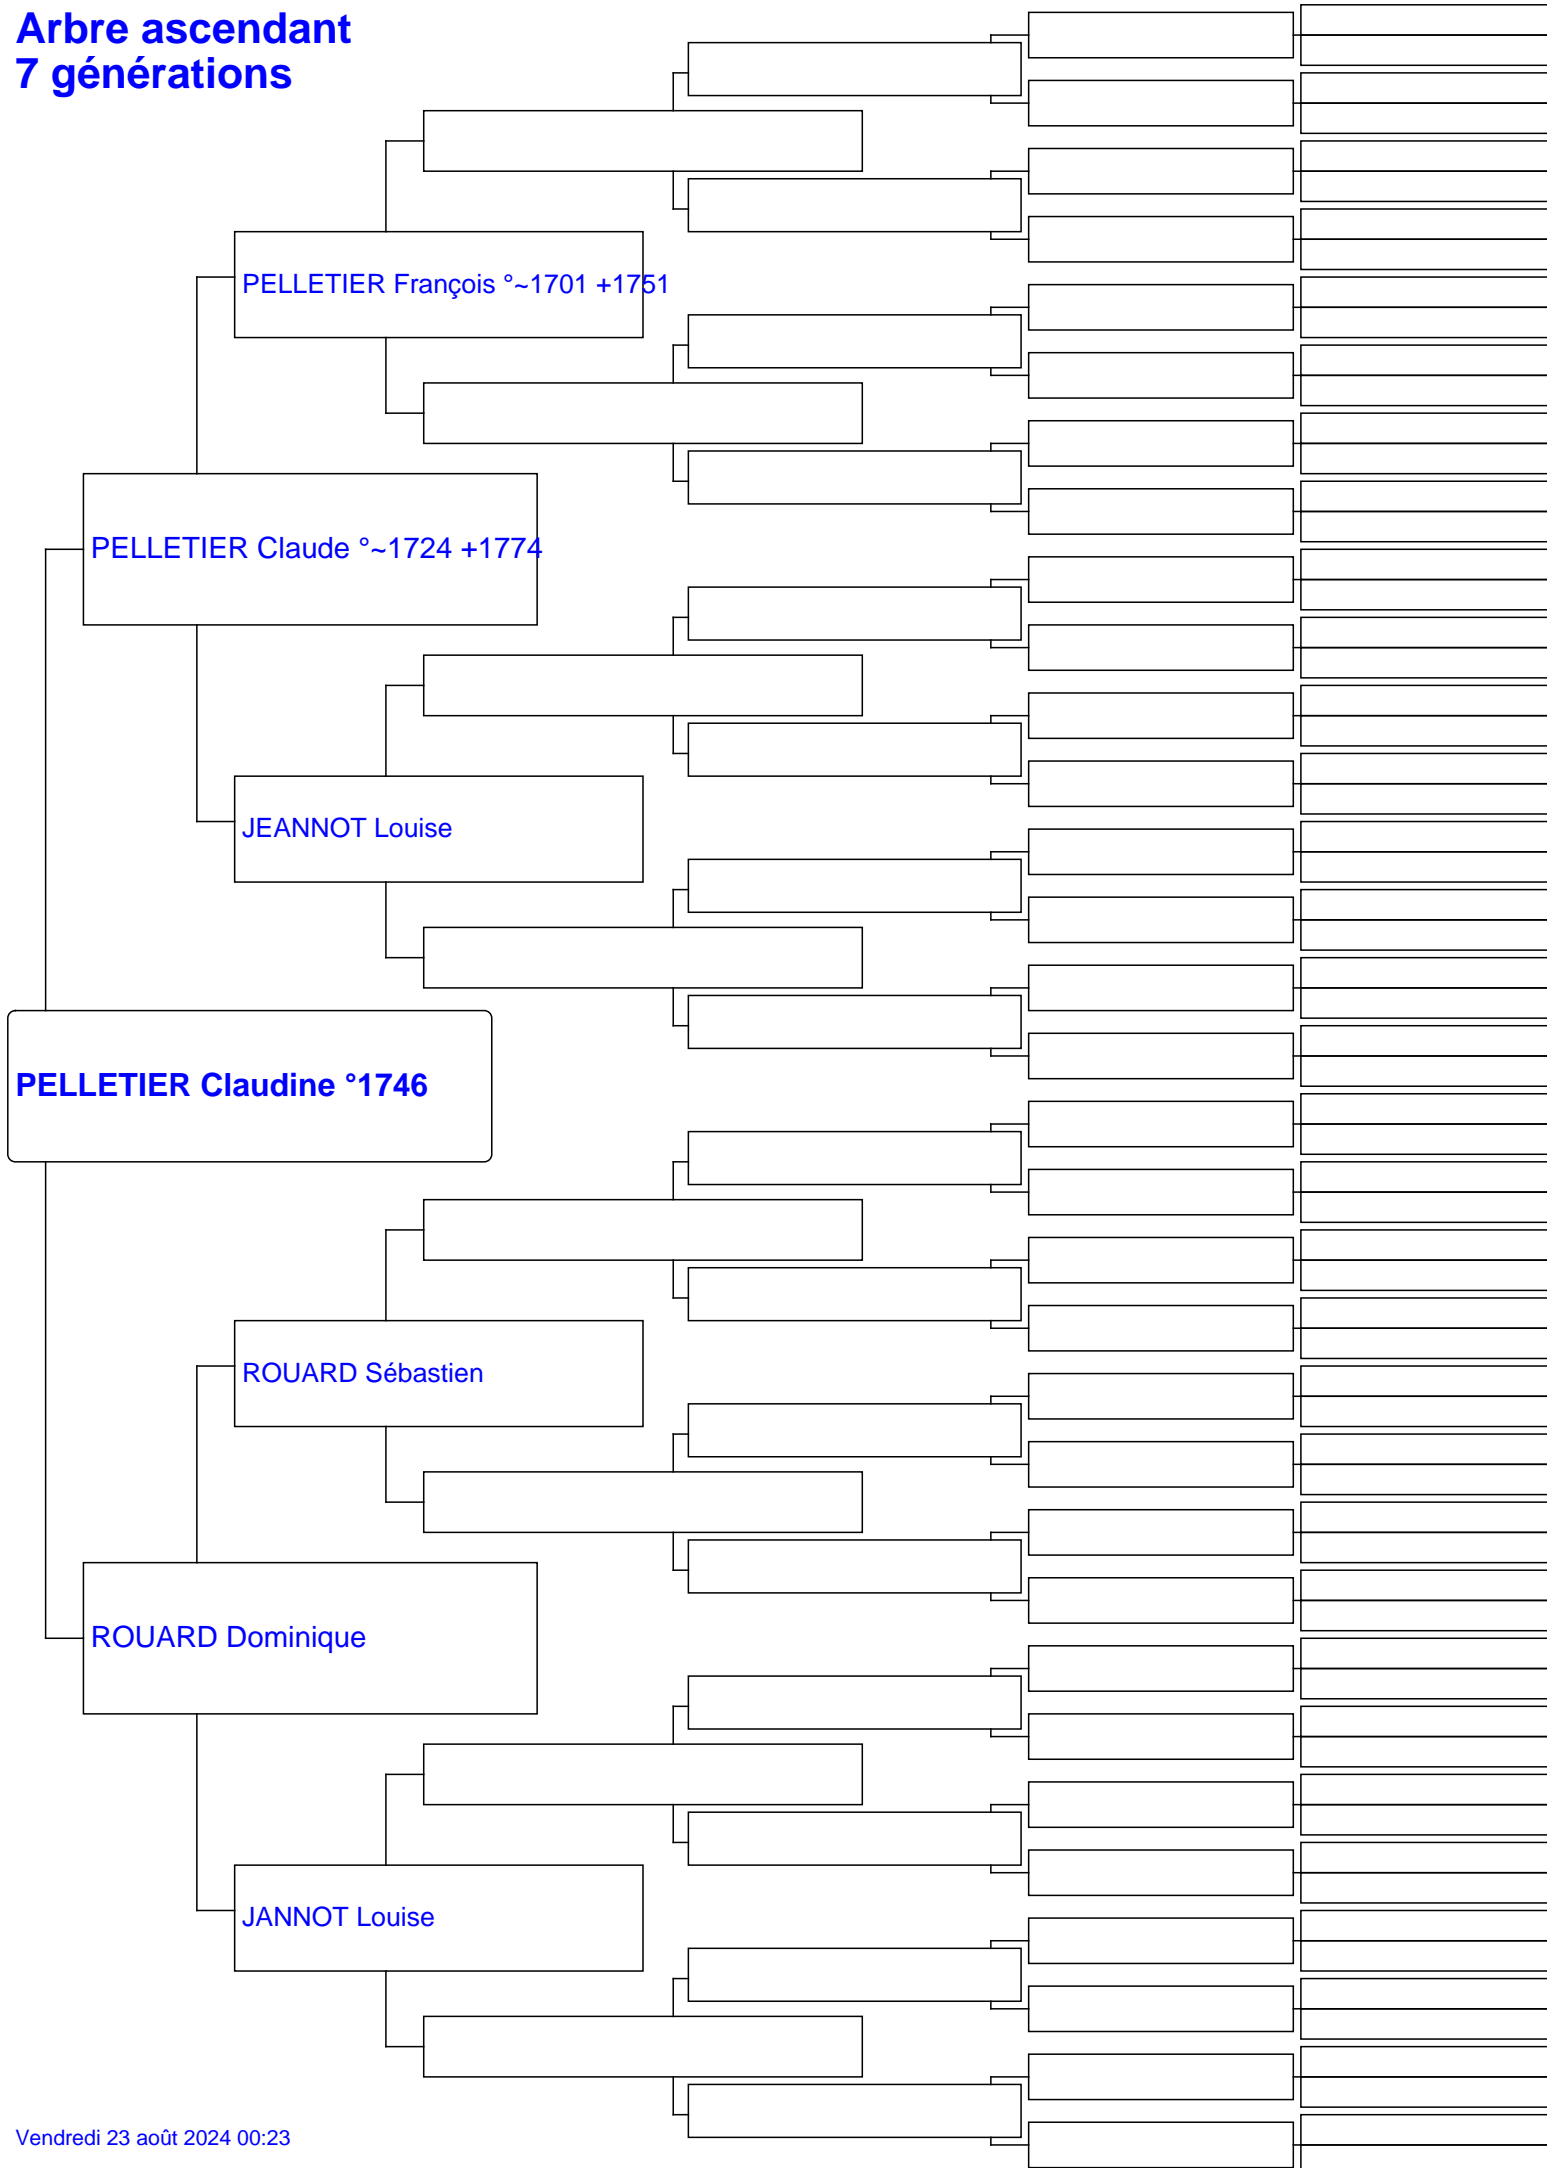 Arbre ascendant
7 générations
PELLETIER François °~1701 +1751
PELLETIER Claude °~1724 +1774
JEANNOT Louise
PELLETIER Claudine °1746
ROUARD Sébastien
ROUARD Dominique
JANNOT Louise
Vendredi 23 août 2024 00:23